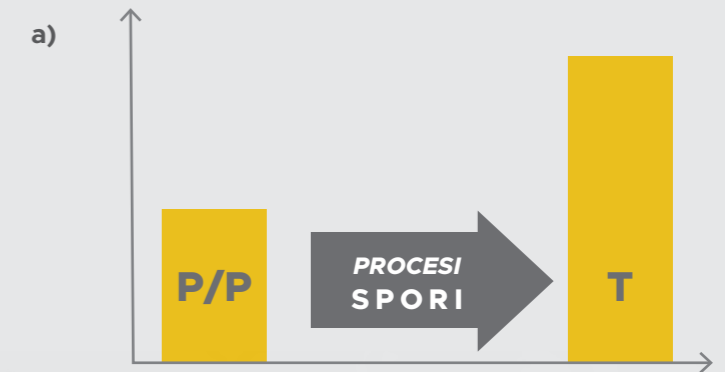 a)
P/P
PROCESI
SPORI
T